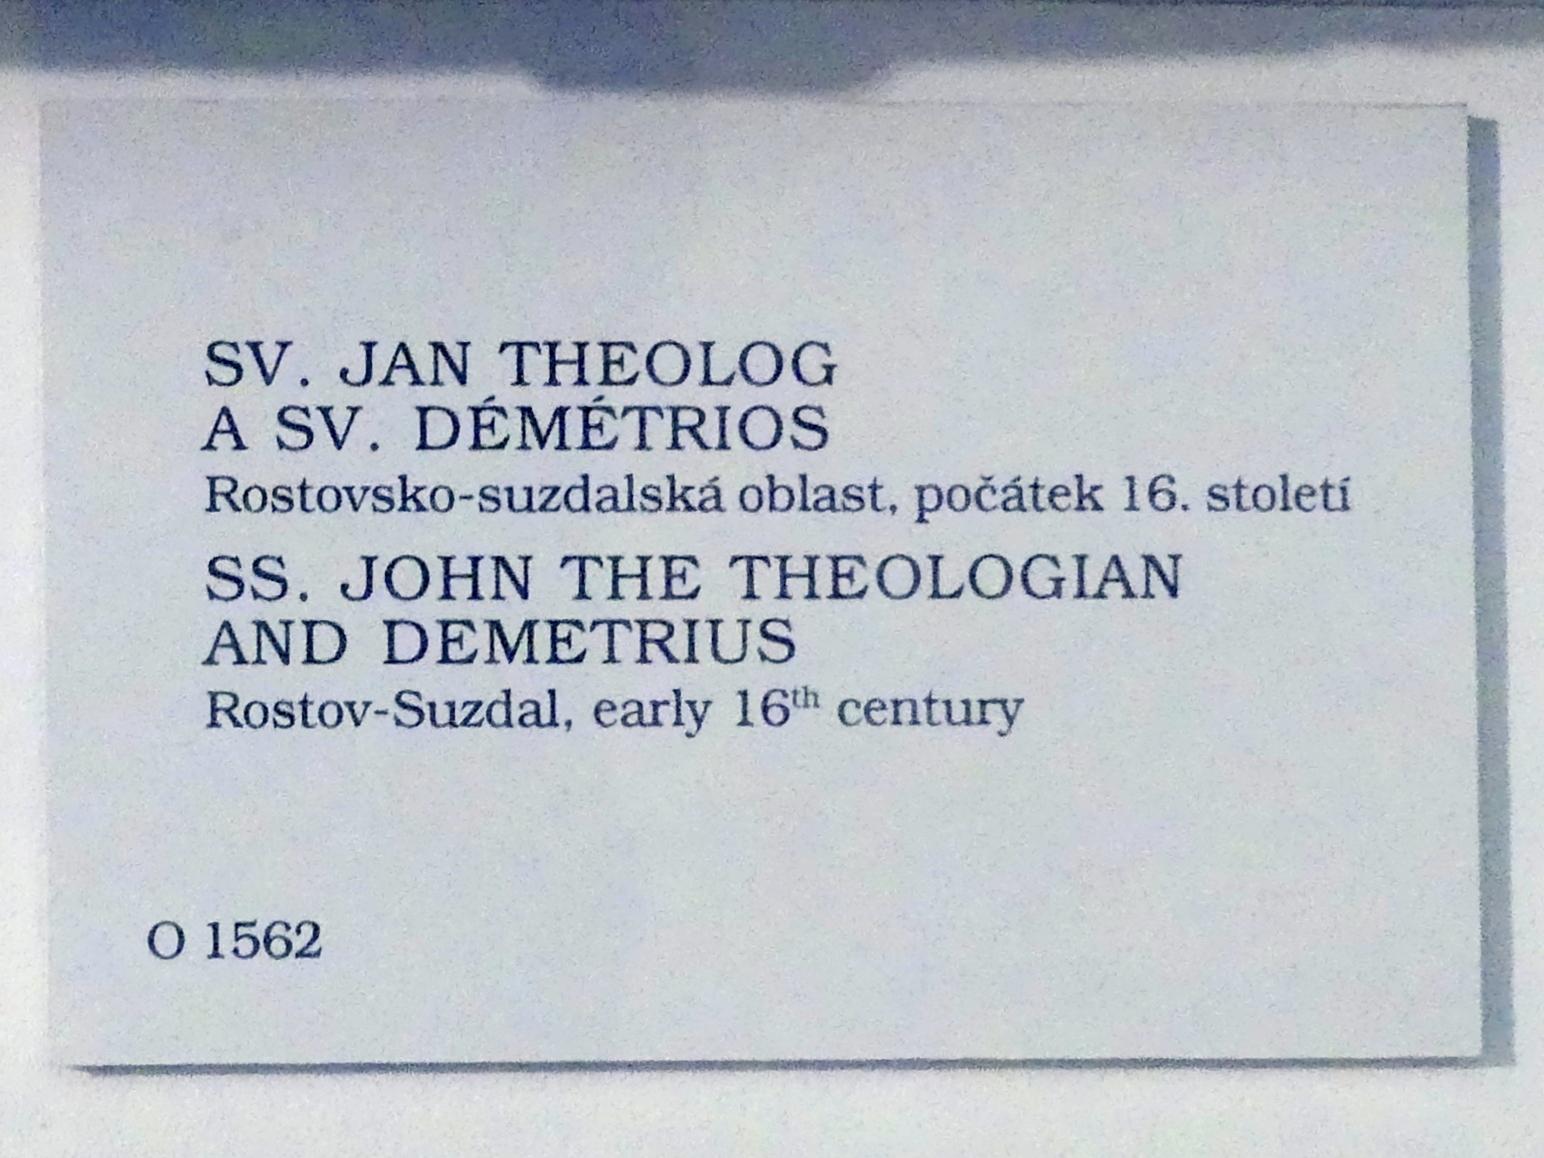 SV. JAN THEOLOG
A SV. DÉMÉTRIOS
Rostovsko-suzdalská oblast, počátek 16. století
SS. JOHN THE THEOLOGIAN
AND DEMETRIUS
Rostov-Suzdal, early 16th century
O 1562